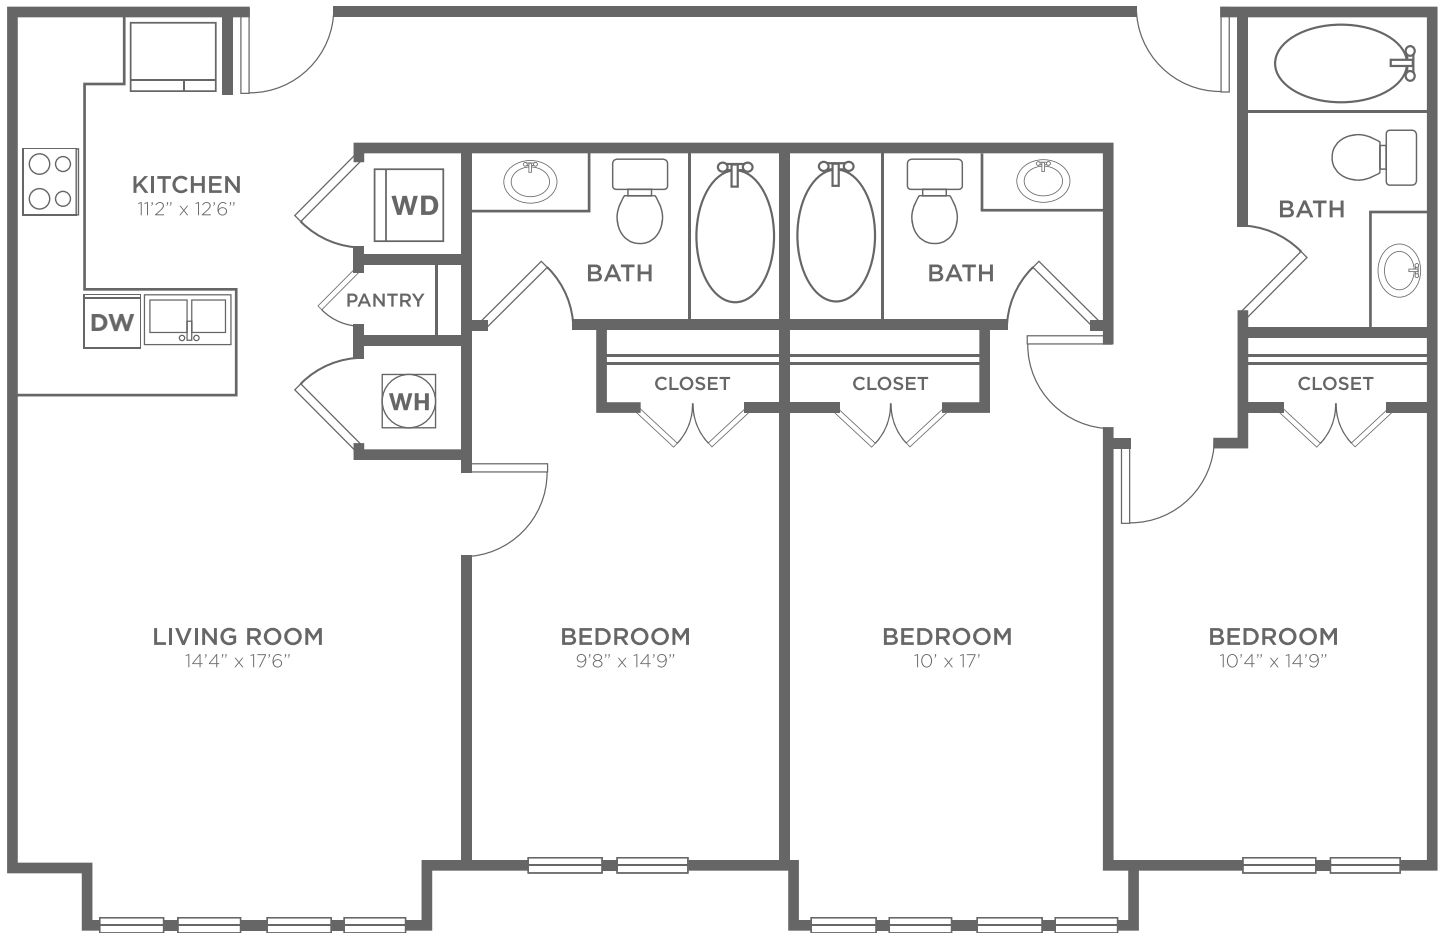 KITCHEN
11'2” x 12'6”
WD
BATH
BATH
BATH
PANTRY
DW
WH
CLOSET
CLOSET
CLOSET
LIVING ROOM
14'4” x 17'6”
BEDROOM
9'8” x 14'9”
BEDROOM
10' x 17'
BEDROOM
10'4” x 14'9”